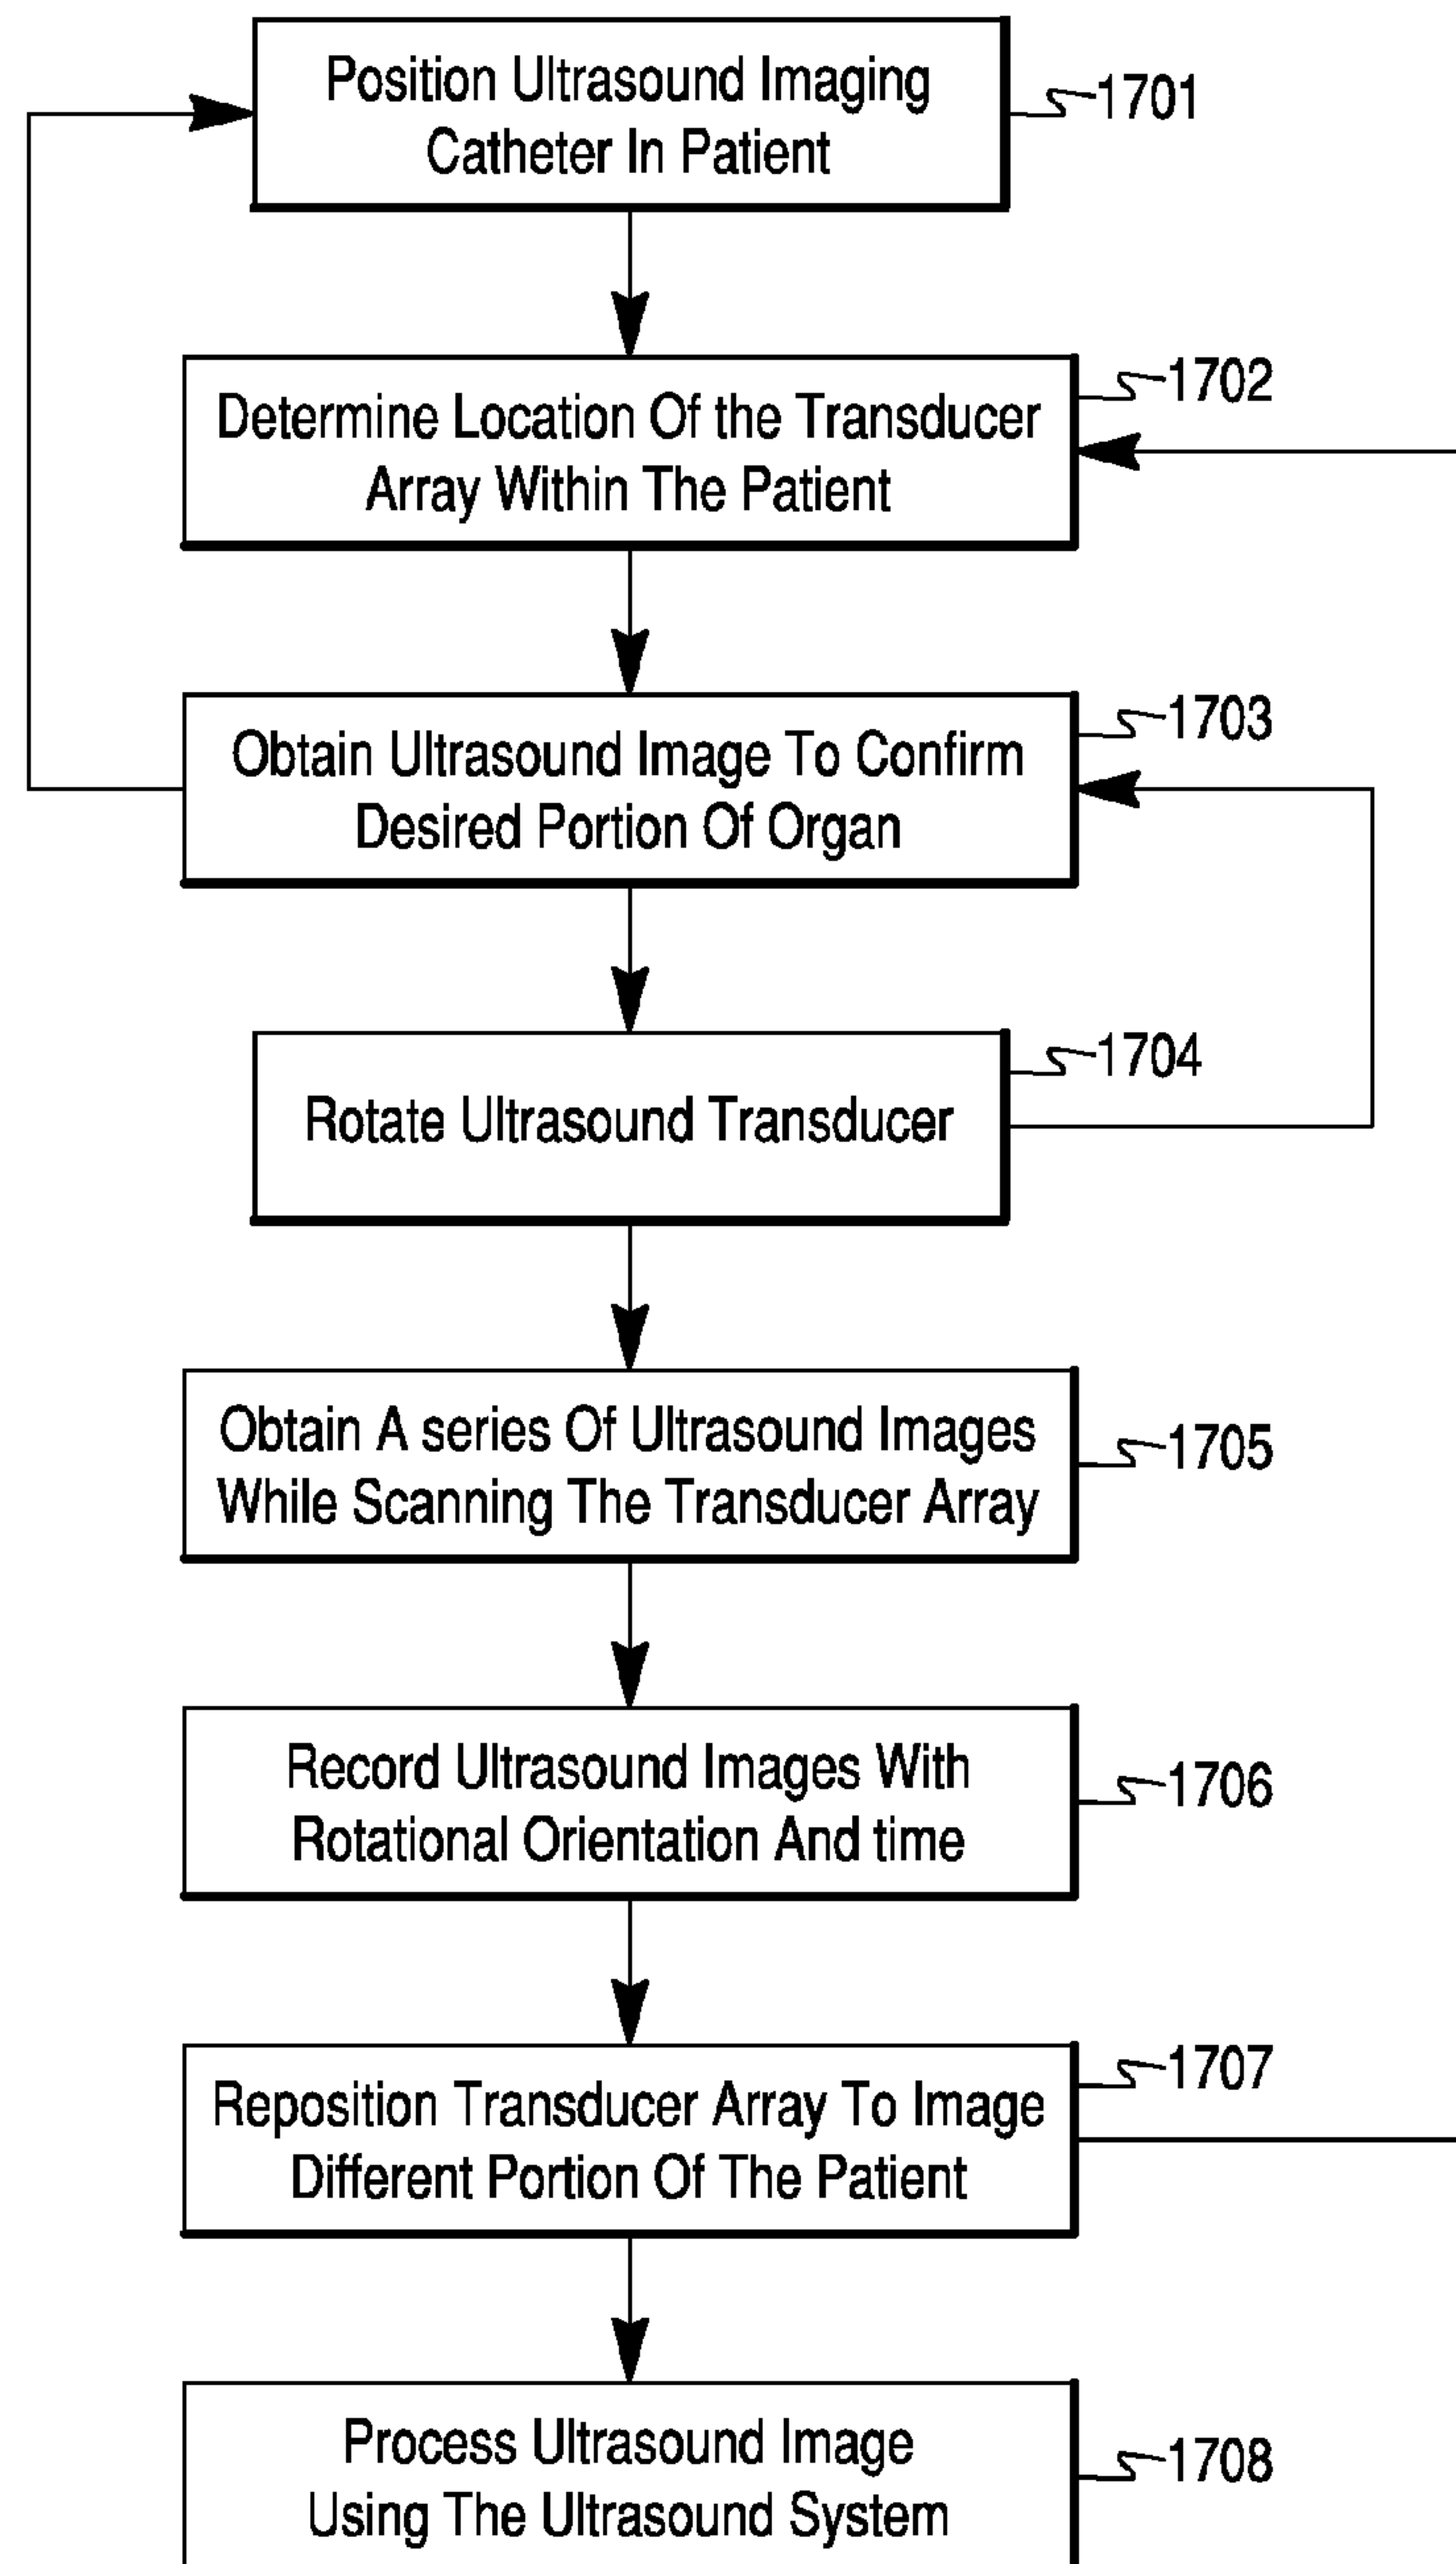 Position Ultrasound Imaging
Catheter In Patient
1701
Determine Location Of the Transducer
Array Within The Patient
1702
Obtain Ultrasound Image To Confirm
Desired Portion Of Organ
1703
Rotate Ultrasound Transducer
1704
Obtain A series Of Ultrasound Images
While Scanning The Transducer Array
1705
Record Ultrasound Images With
Rotational Orientation And time
1706
Reposition Transducer Array To Image
Different Portion Of The Patient
1707
Process Ultrasound Image
Using The Ultrasound System
1708